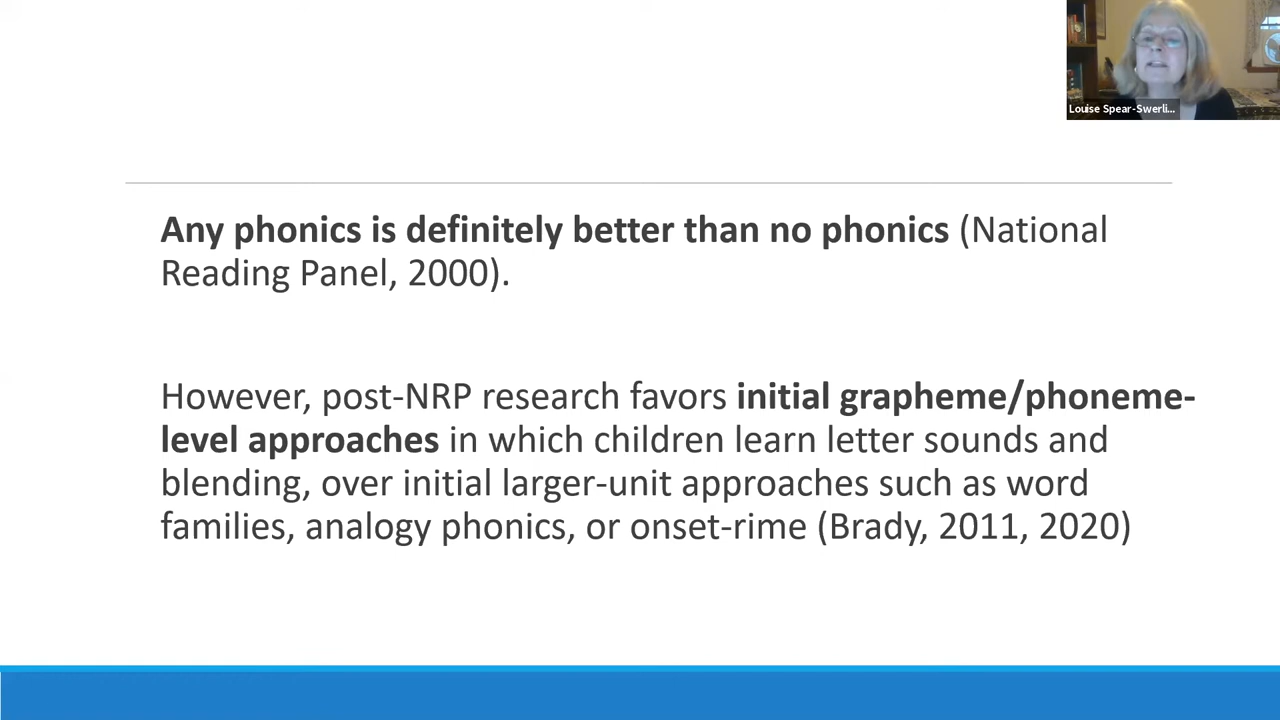 Louise Spear-Swerli...
Any phonics is definitely better than no phonics (National
Reading Panel, 2000).
However, post-NRP research favors initial grapheme/phoneme-
level approaches in which children learn letter sounds and
blending, over initial larger-unit approaches such as word
families, analogy phonics, or onset-rime (Brady, 2011, 2020)